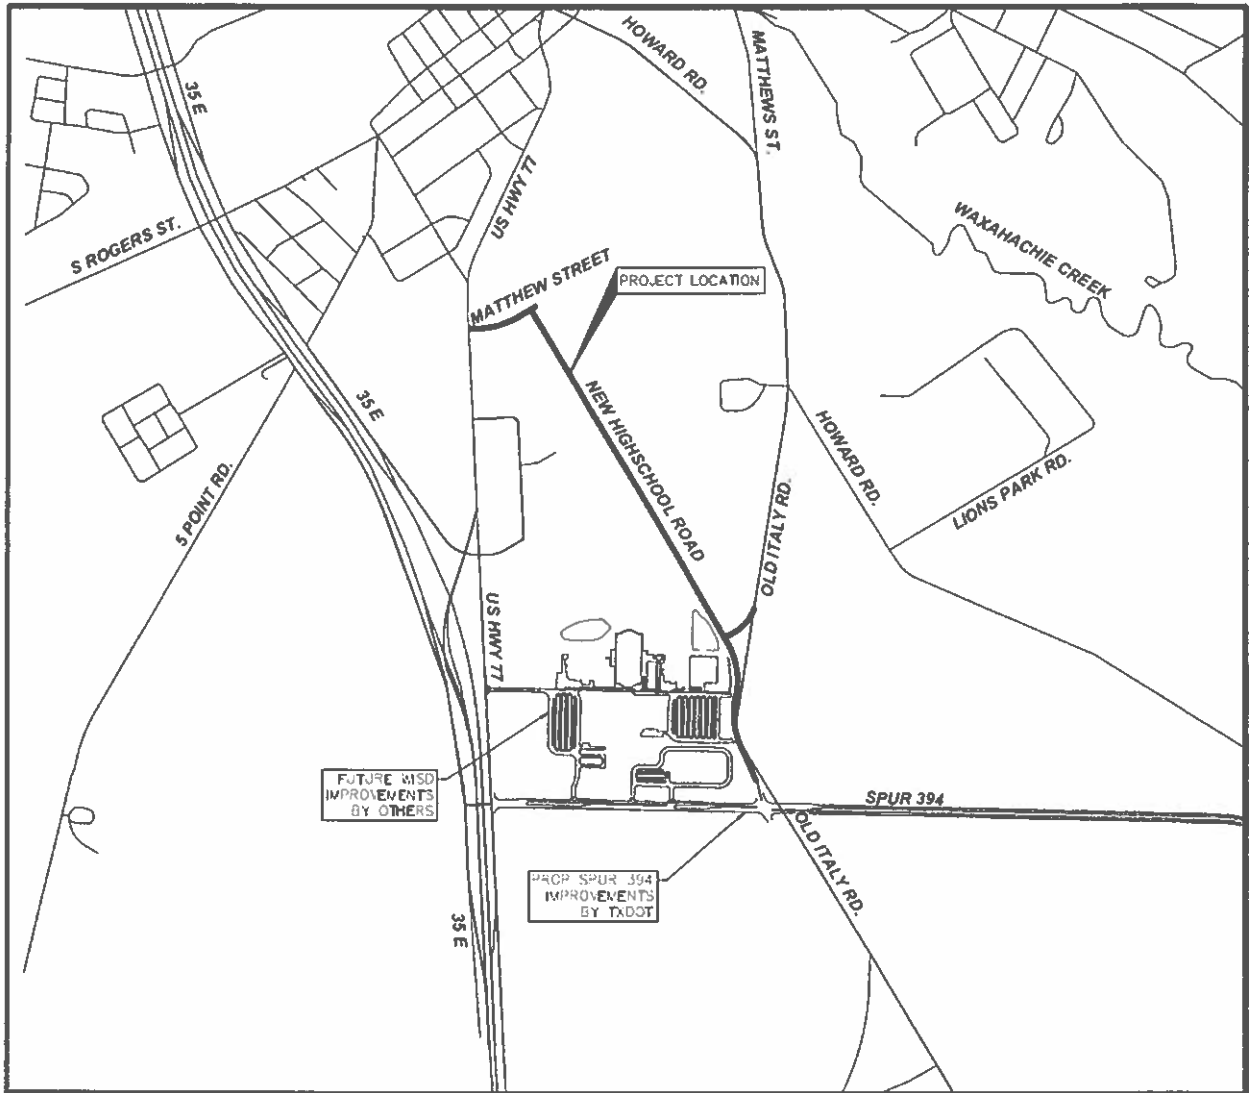 HOWARD RD.
MATTHEWS ST.
35 E
US HWY 77
WAXAHACHIE CREEK
S ROGERS ST.
MATTHEW STREET
PROJECT LOCATION
35 E
NEW HIGHSCHOOL ROAD
HOWARD RD.
LIONS PARK RD.
5 POINT RD.
OLD ITALY RD.
US HWY 77
FUTURE WISD
IMPROVEMENTS
BY OTHERS
SPUR 394
OLD ITALY RD.
PROP SPUR 394
IMPROVEMENTS
BY TXDOT
35 E